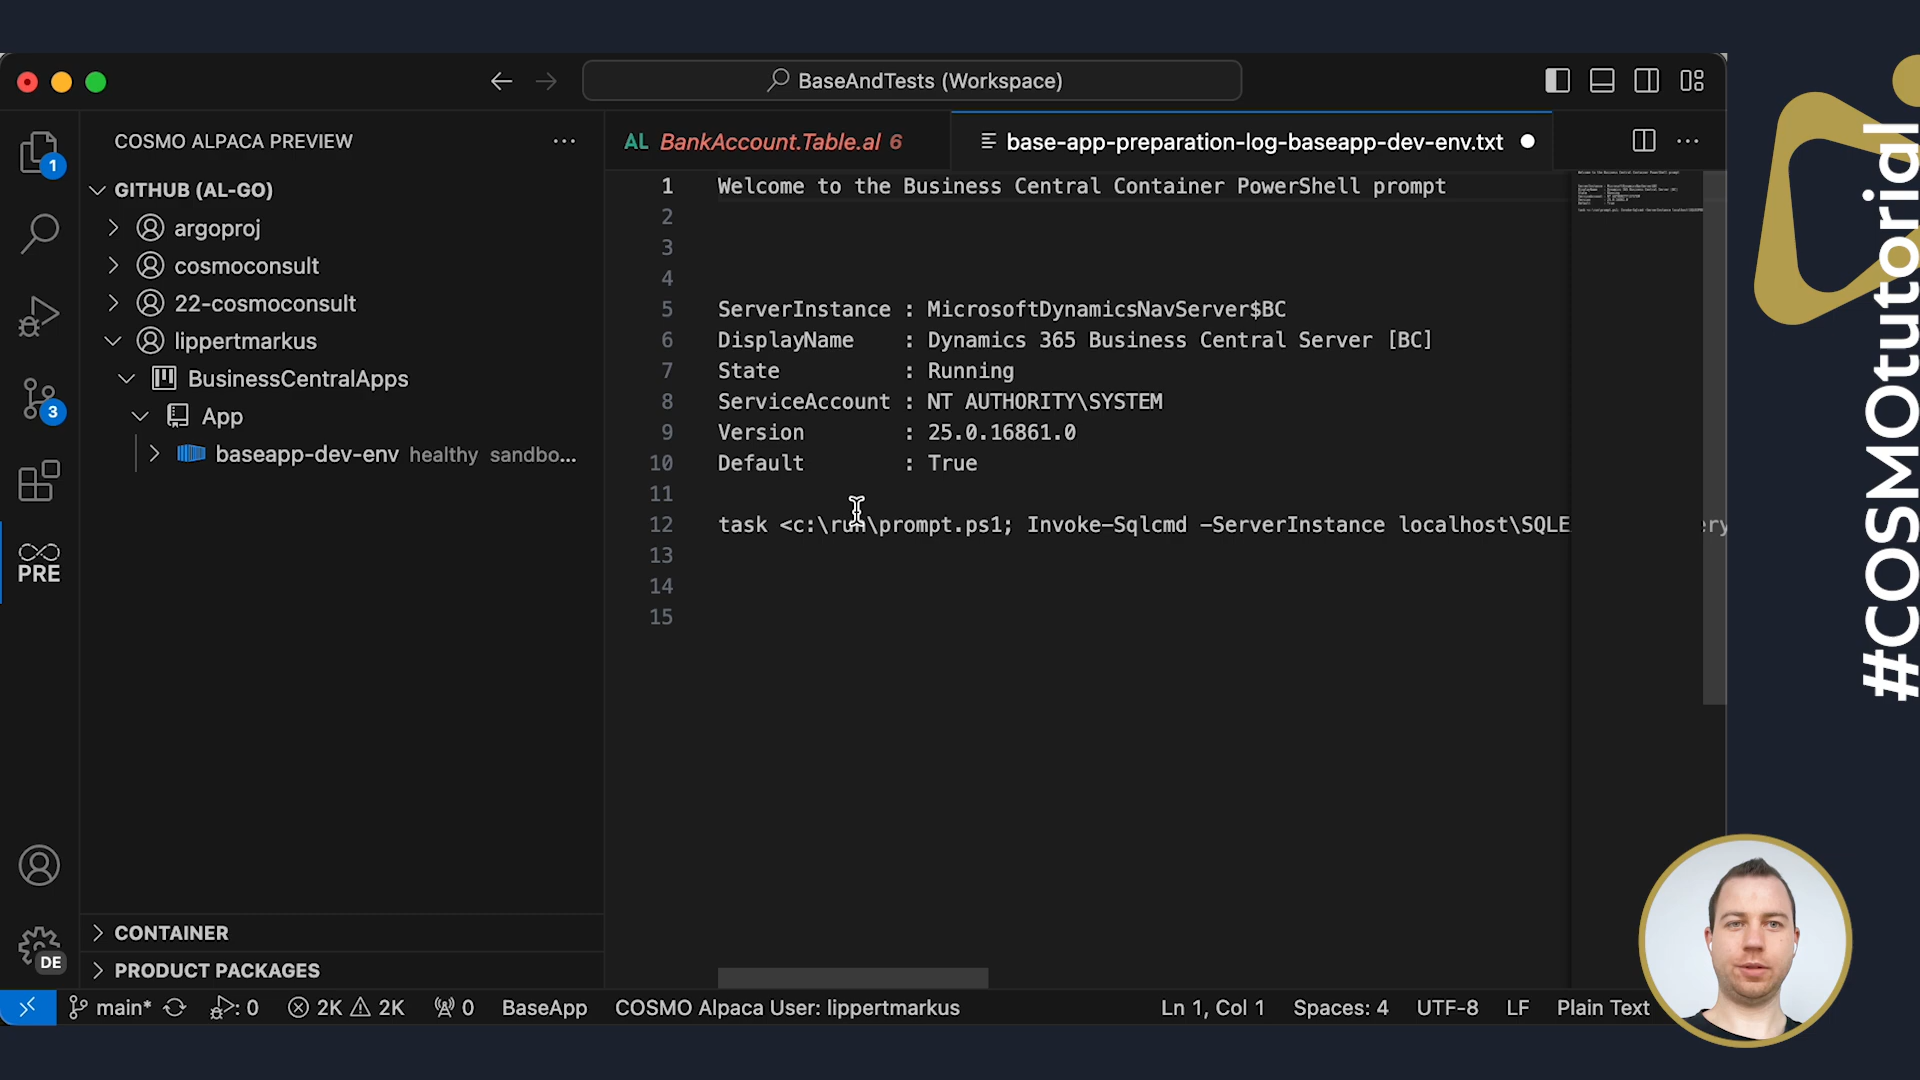 BaseAndTests (Workspace)
COSMO ALPACA PREVIEW
GITHUB (AL-GO)
argoproj
cosmoconsult
22-cosmoconsult
lippertmarkus
BusinessCentralApps
App
baseapp-dev-env healthy sandbo...
CONTAINER
PRODUCT PACKAGES
1
3
PRE
DE
AL BankAccount.Table.al 6
base-app-preparation-log-baseapp-dev-env.txt
1 Welcome to the Business Central Container PowerShell prompt
2
3
4
5 ServerInstance : MicrosoftDynamicsNavServer$BC
6 DisplayName : Dynamics 365 Business Central Server [BC]
7 State : Running
8 ServiceAccount : NT AUTHORITY\SYSTEM
9 Version : 25.0.16861.0
10 Default : True
11
12 task <c:\run\prompt.ps1; Invoke-Sqlcmd -ServerInstance localhost\SQLE
13
14
15
main* 0 2K 2K 0 BaseApp COSMO Alpaca User: lippertmarkus Ln 1, Col 1 Spaces: 4 UTF-8 LF Plain Text
#COSMOtutorial